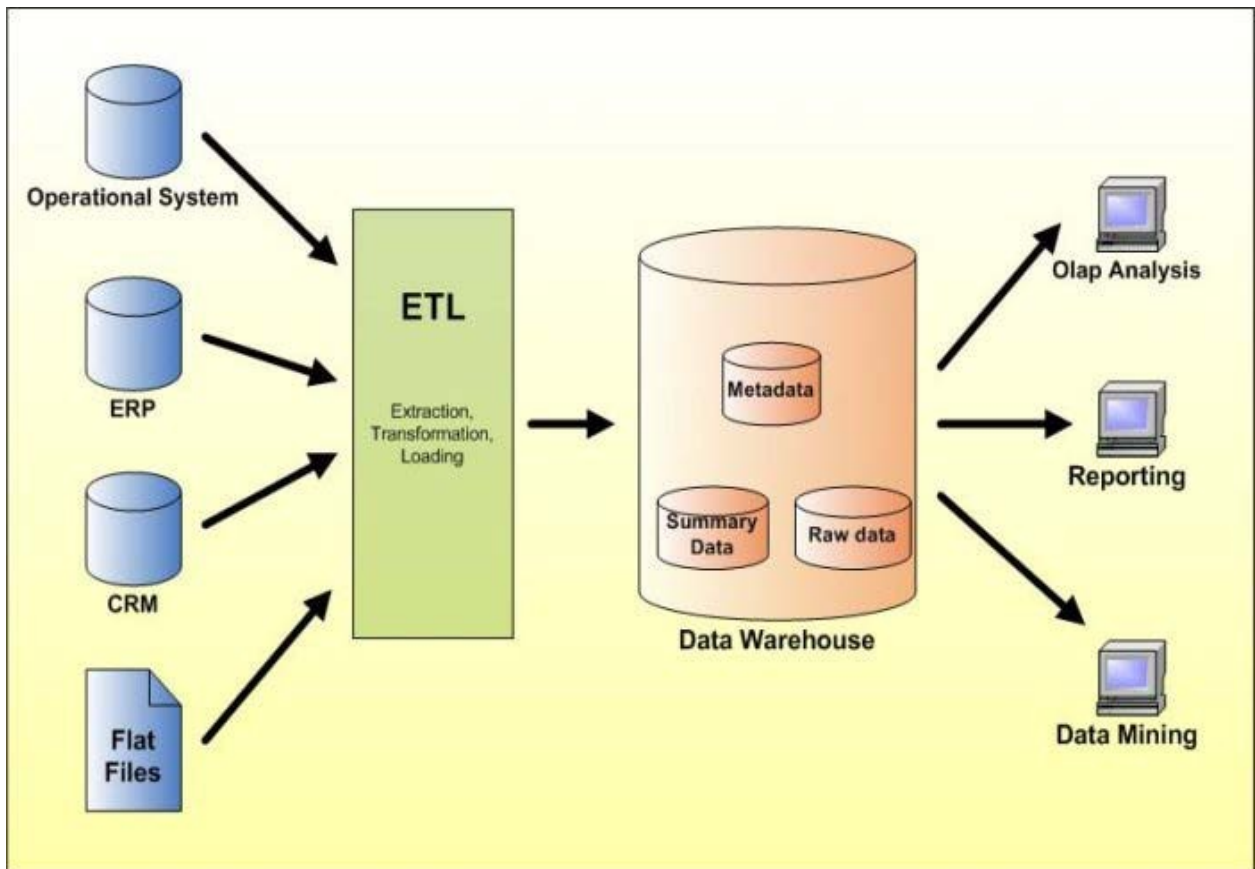 Operational System
ERP
CRM
Flat
Files
ETL
Extraction,
Transformation,
Loading
Metadata
Summary
Data
Raw data
Data Warehouse
Olap Analysis
Reporting
Data Mining